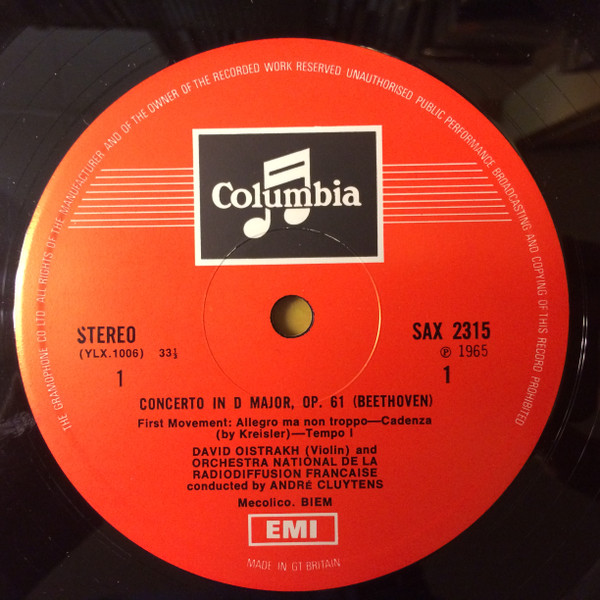 THE GRAMOPHONE CO LTD. ALL RIGHTS OF THE MANUFACTURER AND OF THE OWNER OF THE RECORDED WORK RESERVED UNAUTHORISED PUBLIC PERFORMANCE BROADCASTING AND COPYING OF THIS RECORD PROHIBITED
Columbia
STEREO
(YLX.1006) 33⅓
1
SAX 2315
℗ 1965
1
CONCERTO IN D MAJOR, OP. 61 (BEETHOVEN)
First Movement: Allegro ma non troppo—Cadenza
(by Kreisler)—Tempo I
DAVID OISTRAKH (Violin) and
ORCHESTRA NATIONAL DE LA
RADIODIFFUSION FRANCAISE
conducted by ANDRÉ CLUYTENS
Mecolico. BIEM
EMI
MADE IN GT BRITAIN